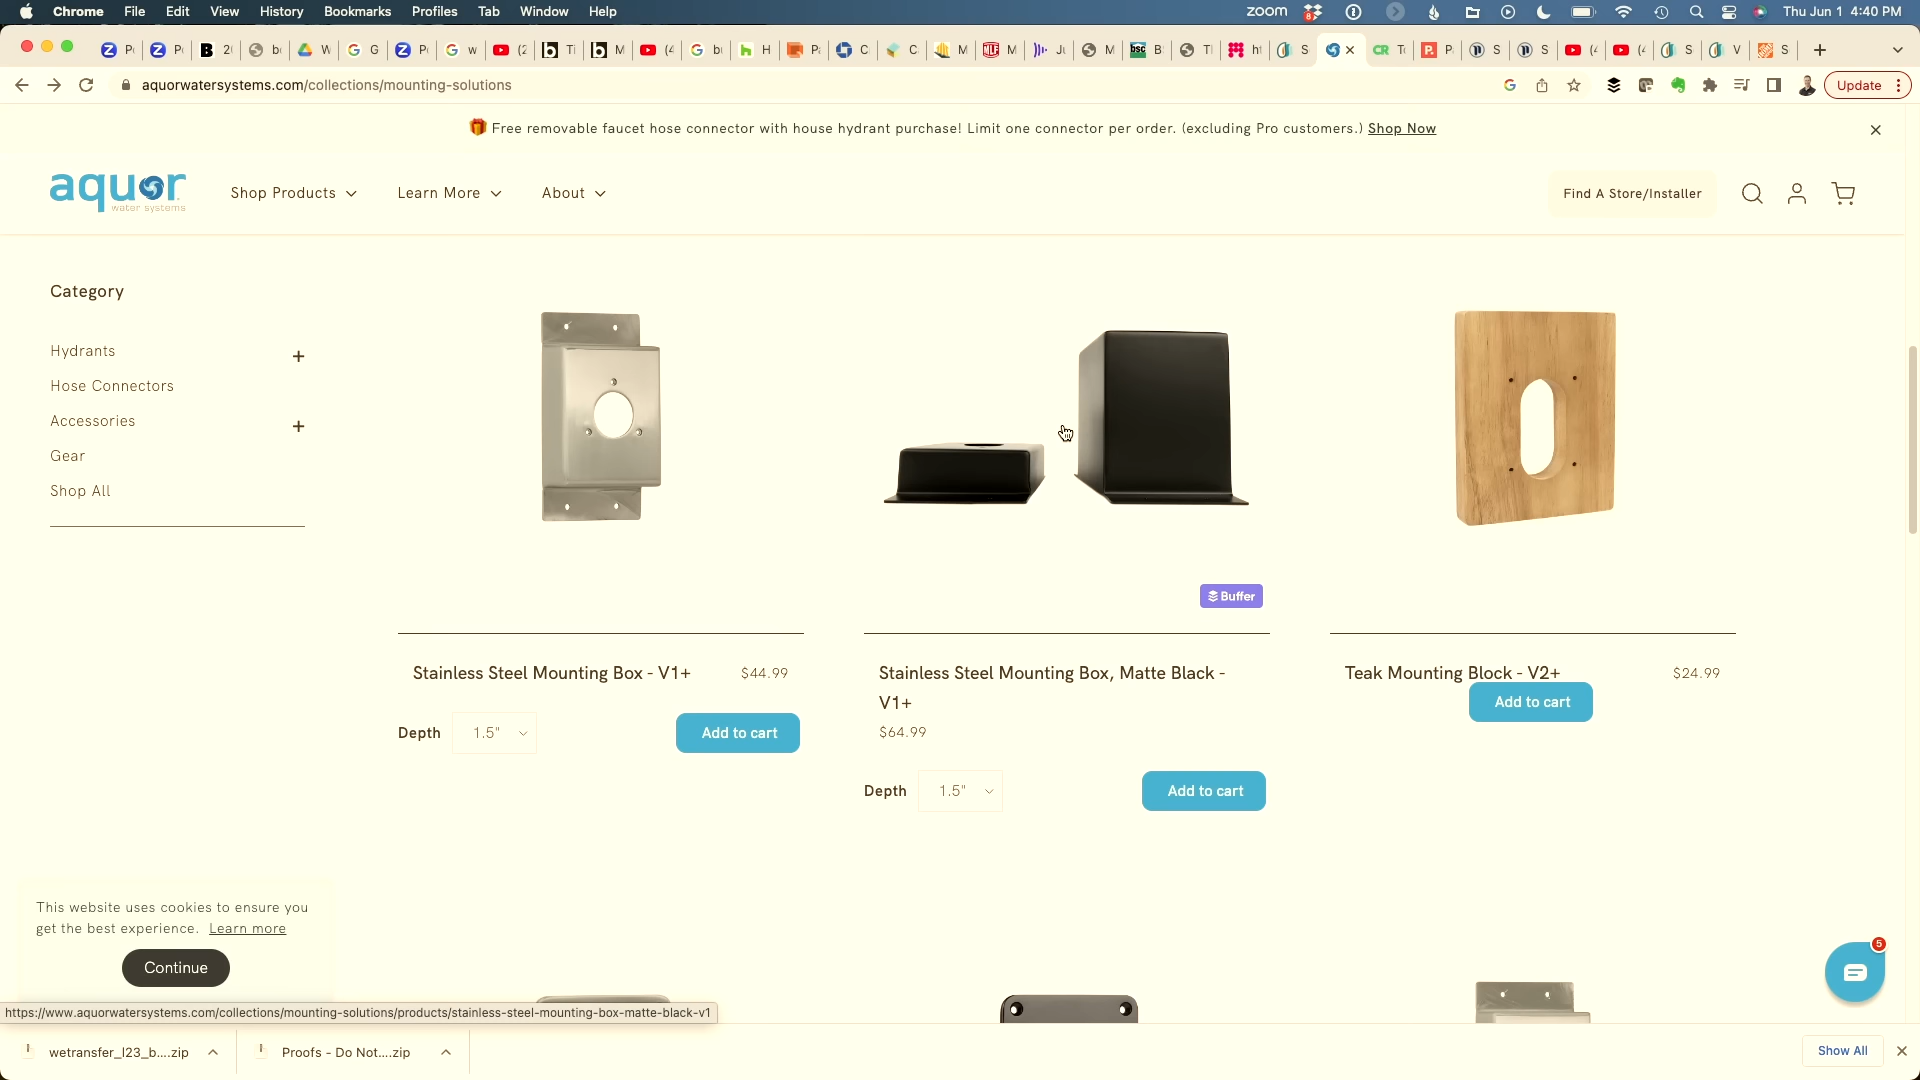 Chrome File Edit View History Bookmarks Profiles Tab Window Help
zoom 8 Thu Jun 1 4:40 PM
aquorwatersystems.com/collections/mounting-solutions
Update
Free removable faucet hose connector with house hydrant purchase! Limit one connector per order. (excluding Pro customers.) Shop Now
aquor
water systems
Shop Products
Learn More
About
Find A Store/Installer
Category
Hydrants
Hose Connectors
Accessories
Gear
Shop All
Buffer
Stainless Steel Mounting Box - V1+ $44.99
Depth 1.5" Add to cart
Stainless Steel Mounting Box, Matte Black -
V1+
$64.99
Depth 1.5" Add to cart
Teak Mounting Block - V2+ $24.99
Add to cart
This website uses cookies to ensure you
get the best experience. Learn more
Continue
5
https://www.aquorwatersystems.com/collections/mounting-solutions/products/stainless-steel-mounting-box-matte-black-v1
wetransfer_l23_b....zip
Proofs - Do Not....zip
Show All